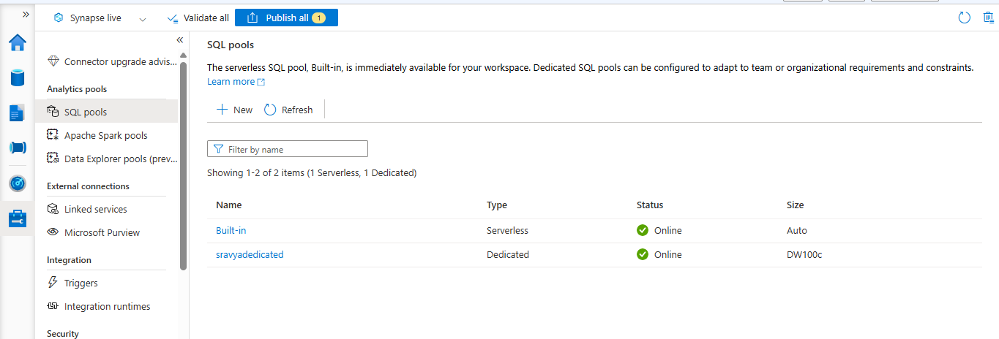 Synapse live
Validate all
Publish all 1
Connector upgrade advis...
Analytics pools
SQL pools
Apache Spark pools
Data Explorer pools (prev...
External connections
Linked services
Microsoft Purview
Integration
Triggers
Integration runtimes
Security
SQL pools
The serverless SQL pool, Built-in, is immediately available for your workspace. Dedicated SQL pools can be configured to adapt to team or organizational requirements and constraints.
Learn more
New Refresh
Filter by name
Showing 1-2 of 2 items (1 Serverless, 1 Dedicated)
Name Type Status Size
Built-in Serverless Online Auto
sravyadedicated Dedicated Online DW100c